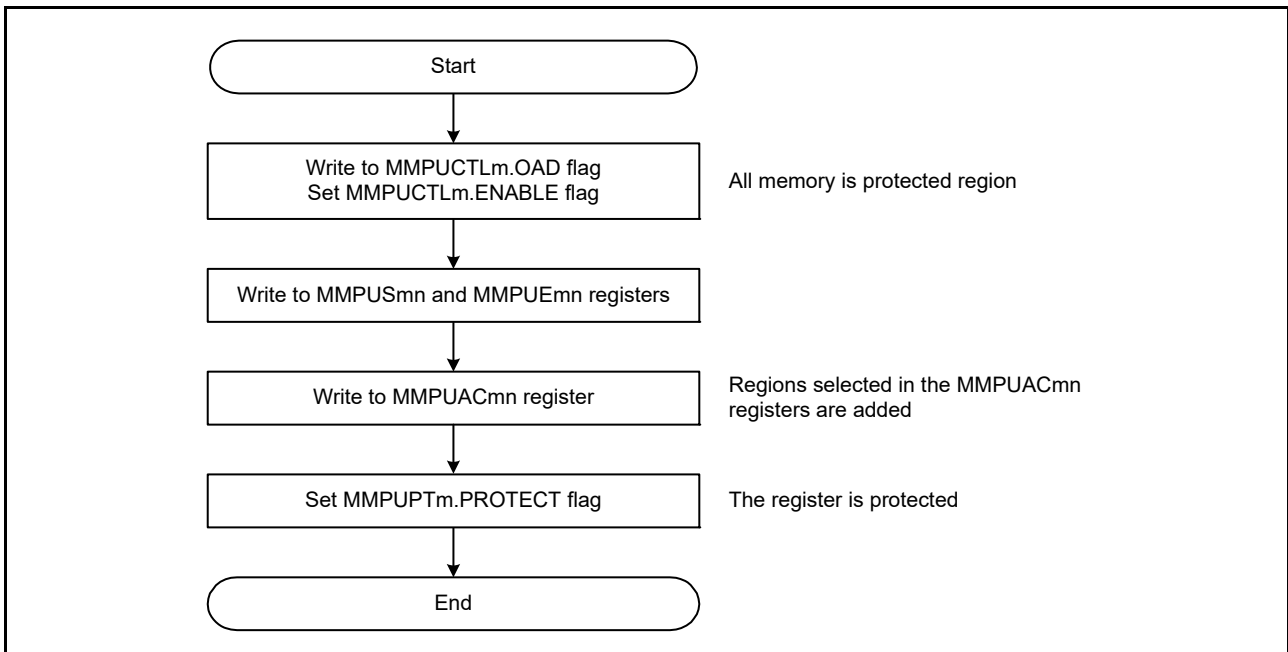 Start
Write to MMPUCTLm.OAD flag
Set MMPUCTLm.ENABLE flag
All memory is protected region
Write to MMPUSmn and MMPUEmn registers
Write to MMPUACmn register
Regions selected in the MMPUACmn
registers are added
Set MMPUPTm.PROTECT flag
The register is protected
End